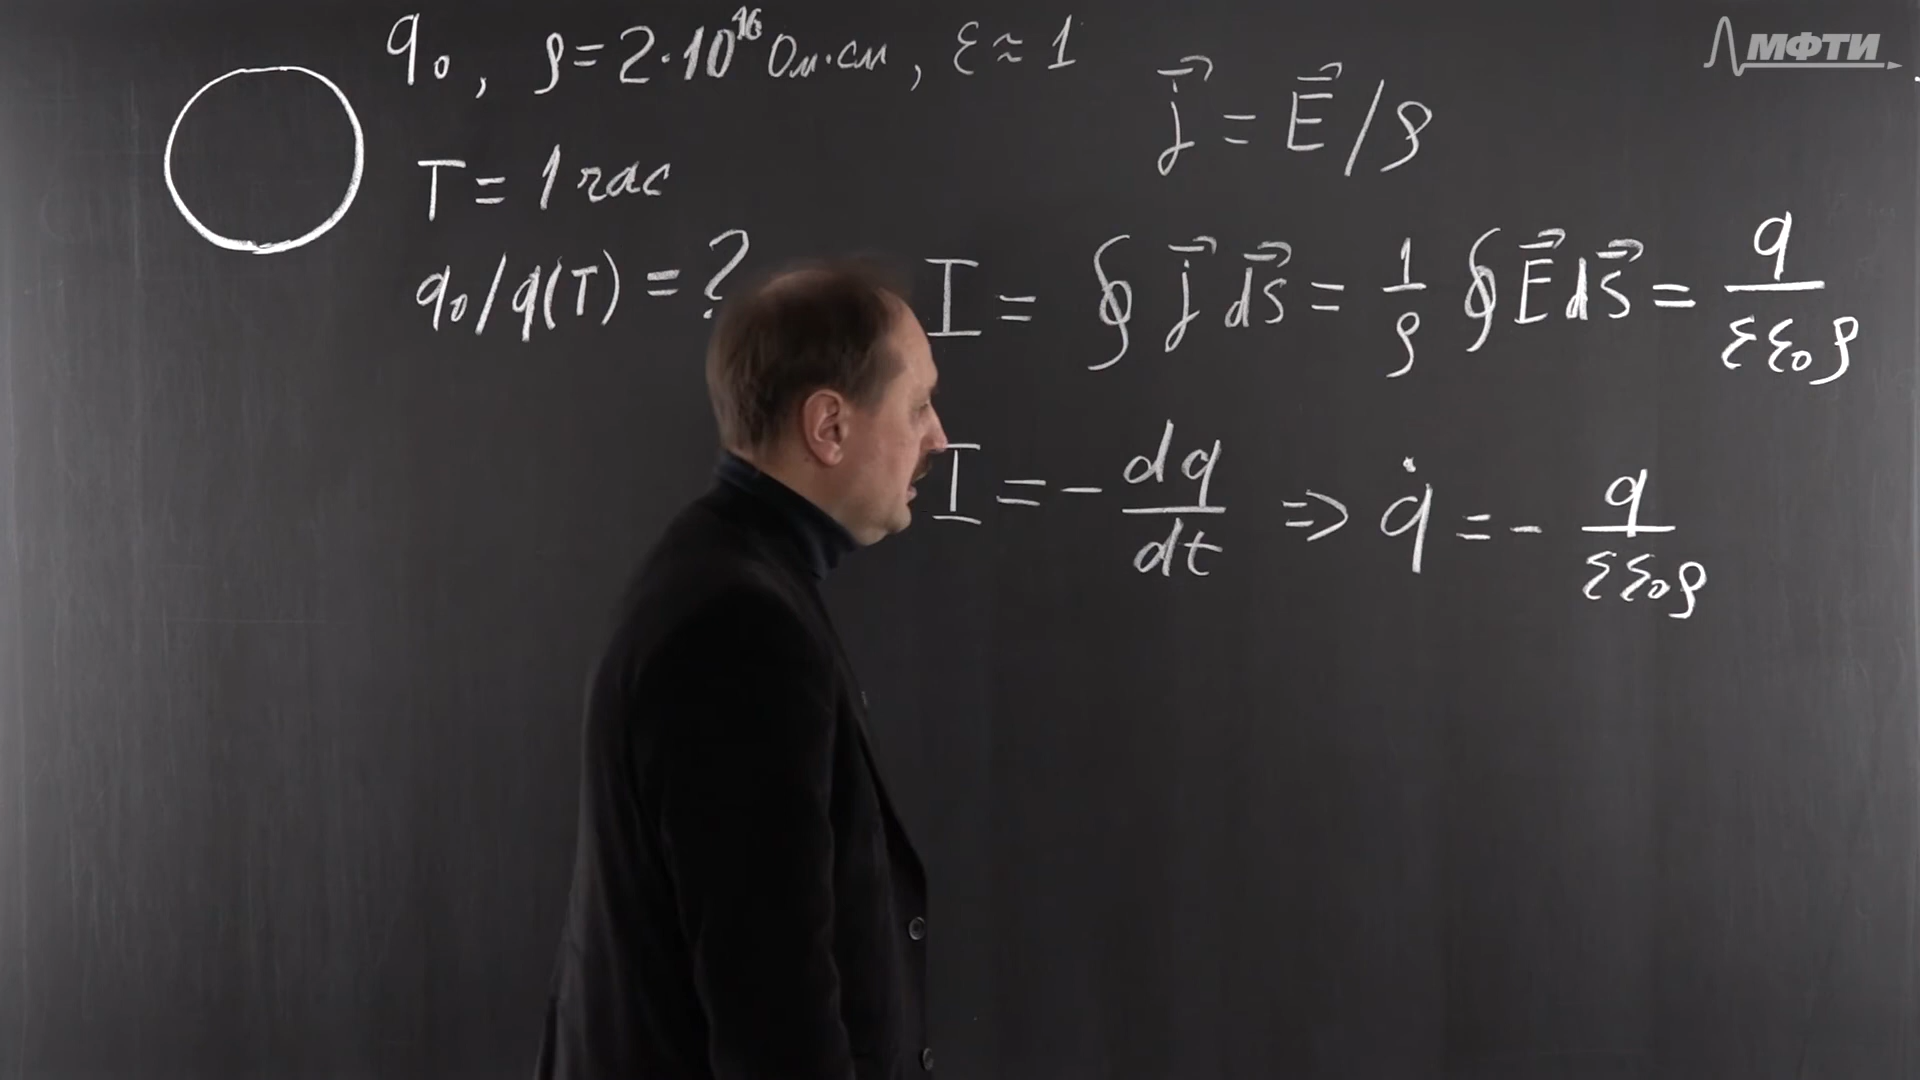 q₀, ρ = 2·10¹⁶ Ом·см, ε ≈ 1
T = 1 час
q₀/q(T) = ?
j⃗ = E⃗/ρ
I = ∮ j⃗ dS⃗ = 1/ρ ∮ E⃗ dS⃗ = q/(εε₀ρ)
I = - dq/dt ⇒ q̇ = - q/(εε₀ρ)
МФТИ